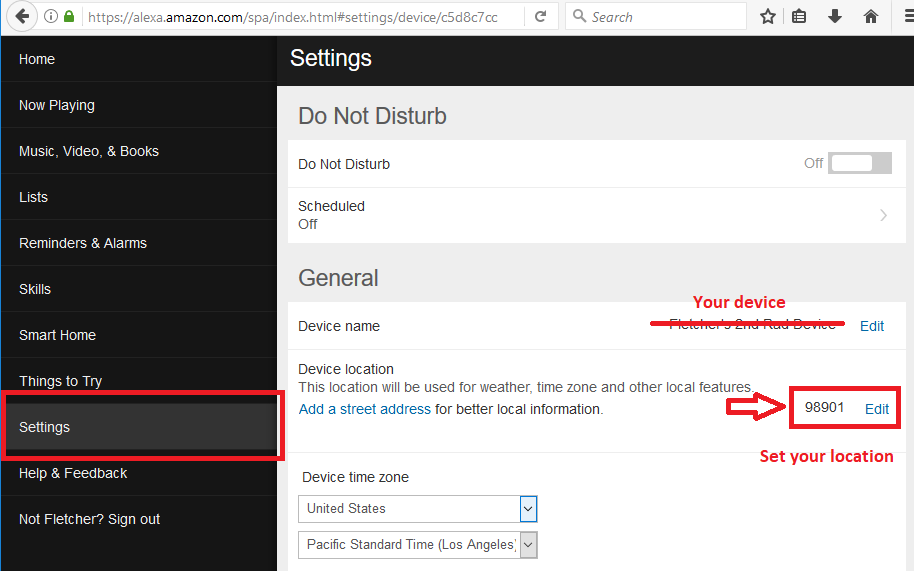 https://alexa.amazon.com/spa/index.html#settings/device/c5d8c7cc
Search
Home
Now Playing
Music, Video, & Books
Lists
Reminders & Alarms
Skills
Smart Home
Things to Try
Settings
Help & Feedback
Not Fletcher? Sign out
Settings
Do Not Disturb
Do Not Disturb Off
Scheduled
Off
General
Your device
Device name Fletcher's 2nd Rad Device Edit
Device location
This location will be used for weather, time zone and other local features.
Add a street address for better local information.
98901 Edit
Set your location
Device time zone
United States
Pacific Standard Time (Los Angeles)